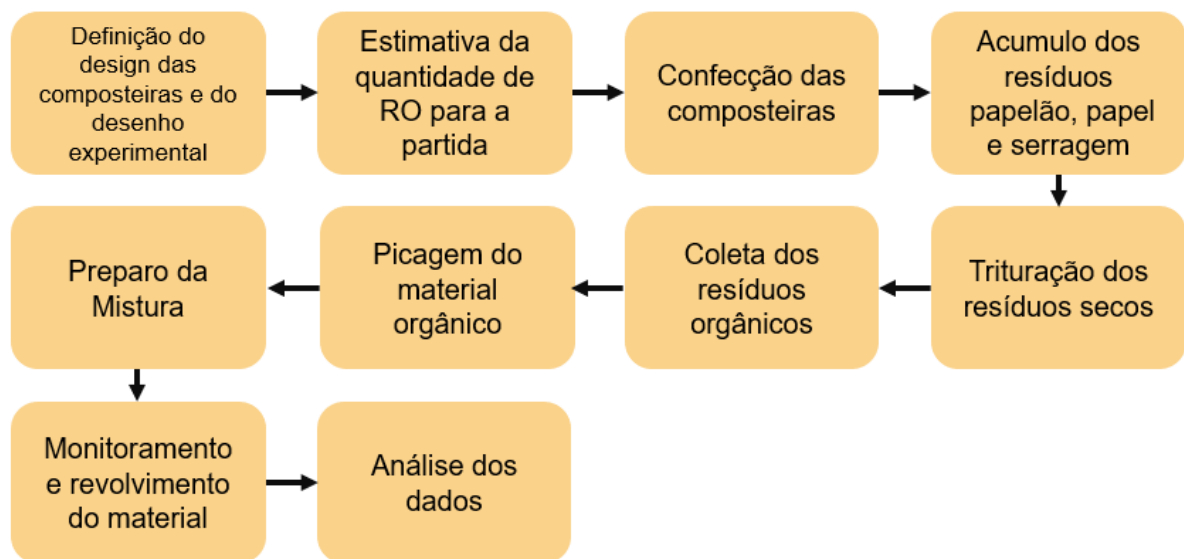 Definição do
design das
composteiras e do
desenho
experimental
Estimativa da
quantidade de
RO para a
partida
Confecção das
composteiras
Acumulo dos
resíduos
papelão, papel
e serragem
Trituração dos
resíduos secos
Coleta dos
resíduos
orgânicos
Picagem do
material
orgânico
Preparo da
Mistura
Monitoramento
e revolvimento
do material
Análise dos
dados